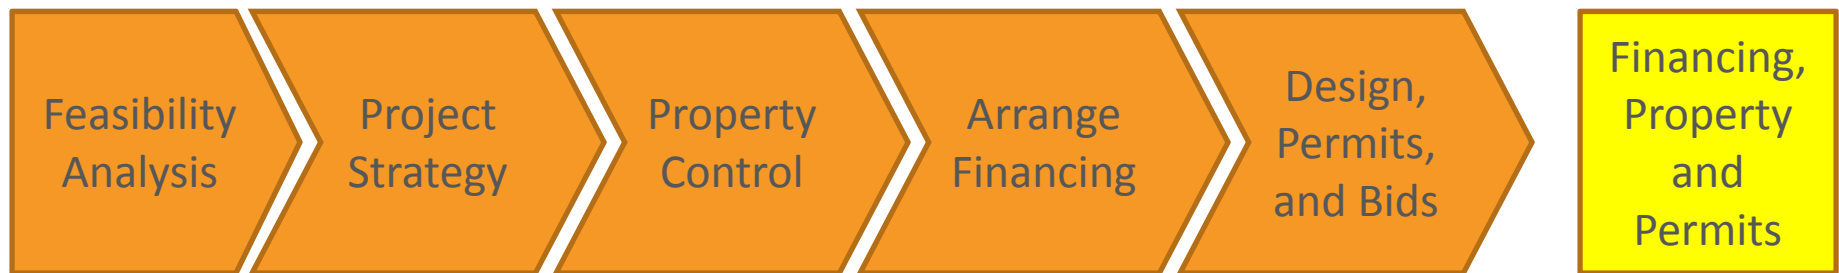 Feasibility
Analysis
Project
Strategy
Property
Control
Arrange
Financing
Design,
Permits,
and Bids
Financing,
Property
and
Permits